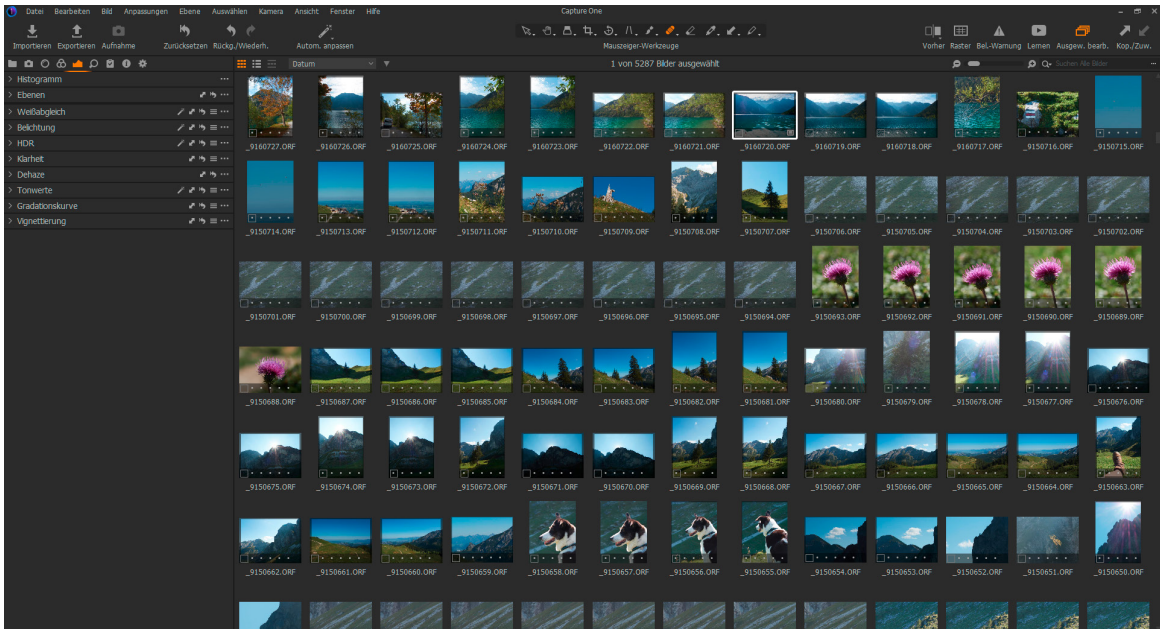 Datei Bearbeiten Bild Anpassungen Ebene Auswählen Kamera Ansicht Fenster Hilfe Capture One
Importieren Exportieren Aufnahme Zurücksetzen Rückg./Wiederh. Autom. anpassen Mauszeiger-Werkzeuge Vorher Raster Bel.-Warnung Lernen Ausgew. bearb. Kop./Zuw.
Datum 1 von 5287 Bilder ausgewählt Suchen Alle Bilder
Histogramm
Ebenen
Weißabgleich
Belichtung
HDR
Klarheit
Dehaze
Tonwerte
Gradationskurve
Vignettierung
_9160727.ORF _9160726.ORF _9160725.ORF _9160724.ORF _9160723.ORF _9160722.ORF _9160721.ORF _9160720.ORF _9160719.ORF _9160718.ORF _9160717.ORF _9150716.ORF _9150715.ORF
_9150714.ORF _9150713.ORF _9150712.ORF _9150711.ORF _9150710.ORF _9150709.ORF _9150708.ORF _9150707.ORF _9150706.ORF _9150705.ORF _9150704.ORF _9150703.ORF _9150702.ORF
_9150701.ORF _9150700.ORF _9150699.ORF _9150698.ORF _9150697.ORF _9150696.ORF _9150695.ORF _9150694.ORF _9150693.ORF _9150692.ORF _9150691.ORF _9150690.ORF _9150689.ORF
_9150688.ORF _9150687.ORF _9150686.ORF _9150685.ORF _9150684.ORF _9150683.ORF _9150682.ORF _9150681.ORF _9150680.ORF _9150679.ORF _9150678.ORF _9150677.ORF _9150676.ORF
_9150675.ORF _9150674.ORF _9150673.ORF _9150672.ORF _9150671.ORF _9150670.ORF _9150669.ORF _9150668.ORF _9150667.ORF _9150666.ORF _9150665.ORF _9150664.ORF _9150663.ORF
_9150662.ORF _9150661.ORF _9150660.ORF _9150659.ORF _9150658.ORF _9150657.ORF _9150656.ORF _9150655.ORF _9150654.ORF _9150653.ORF _9150652.ORF _9150651.ORF _9150650.ORF